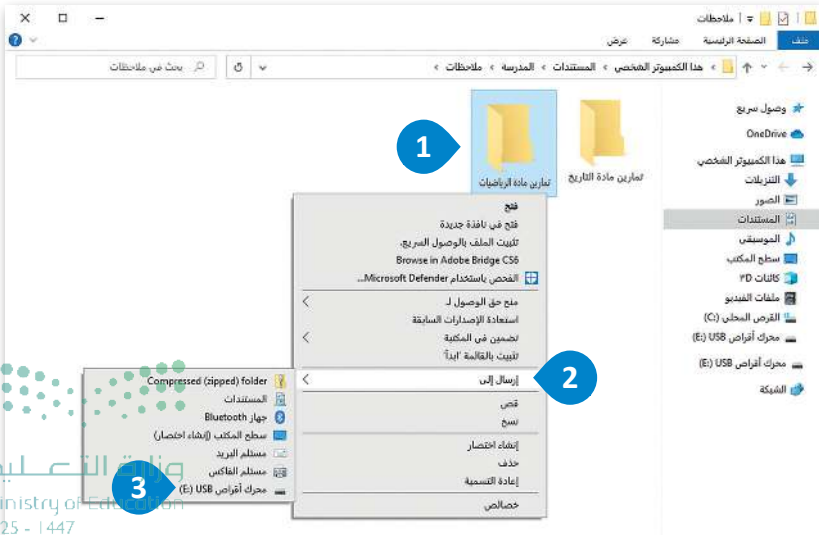 ملاحظات
ملف الصفحة الرئيسية مشاركة عرض
هذا الكمبيوتر الشخصي › المستندات › المدرسة › ملاحظات ›
بحث في ملاحظات
وصول سريع
OneDrive
هذا الكمبيوتر الشخصي
التنزيلات
الصور
المستندات
الموسيقى
سطح المكتب
كائنات ٣D
ملفات الفيديو
القرص المحلي (C:)
محرك أقراص USB (E:)
محرك أقراص USB (E:)
الشبكة
تمارين مادة التاريخ
تمارين مادة الرياضيات
1
فتح
فتح في نافذة جديدة
تثبيت الملف بالوصول السريع.
Browse in Adobe Bridge CS6
الفحص باستخدام Microsoft Defender...
منح حق الوصول لـ
استعادة الإصدارات السابقة
تضمين في المكتبة
تثبيت بالقائمة "ابدأ"
إرسال إلى
2
قص
نسخ
إنشاء اختصار
حذف
إعادة التسمية
خصائص
Compressed (zipped) folder
المستندات
جهاز Bluetooth
سطح المكتب (إنشاء اختصار)
مستلم البريد
مستلم الفاكس
محرك أقراص USB (E:)
3
وزارة التعليم
Ministry of Education
25 - 1447